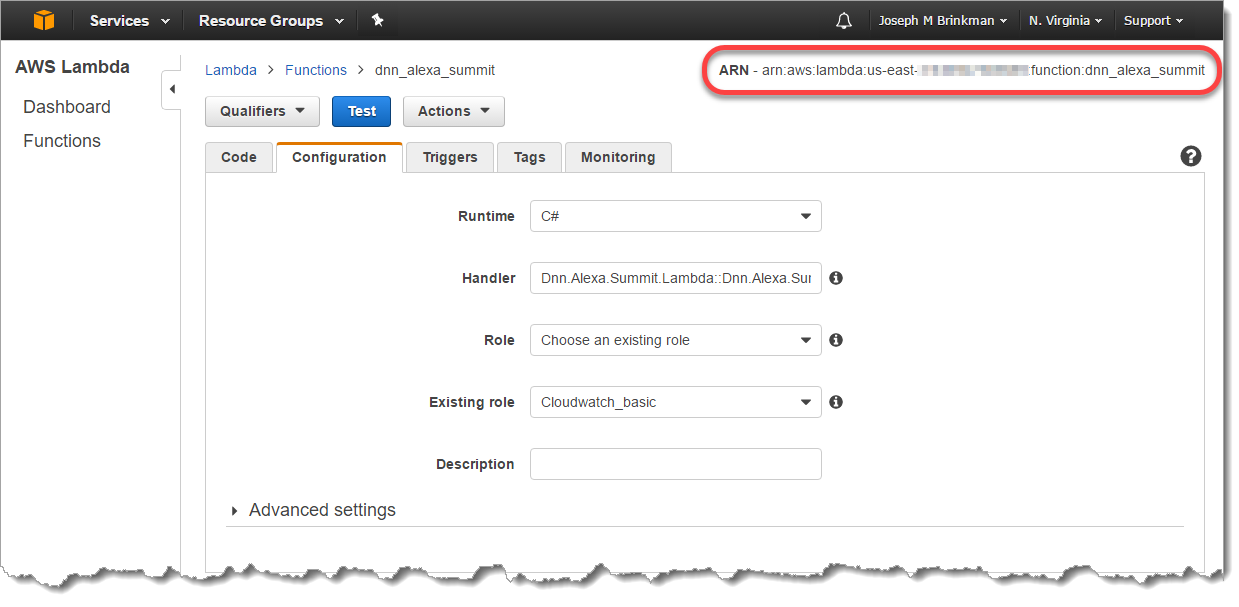 Services Resource Groups Joseph M Brinkman N. Virginia Support
AWS Lambda
Dashboard
Functions
Lambda > Functions > dnn_alexa_summit
ARN - arn:aws:lambda:us-east- :function:dnn_alexa_summit
Qualifiers Test Actions
Code Configuration Triggers Tags Monitoring
Runtime C#
Handler Dnn.Alexa.Summit.Lambda::Dnn.Alexa.Sur
Role Choose an existing role
Existing role Cloudwatch_basic
Description
Advanced settings